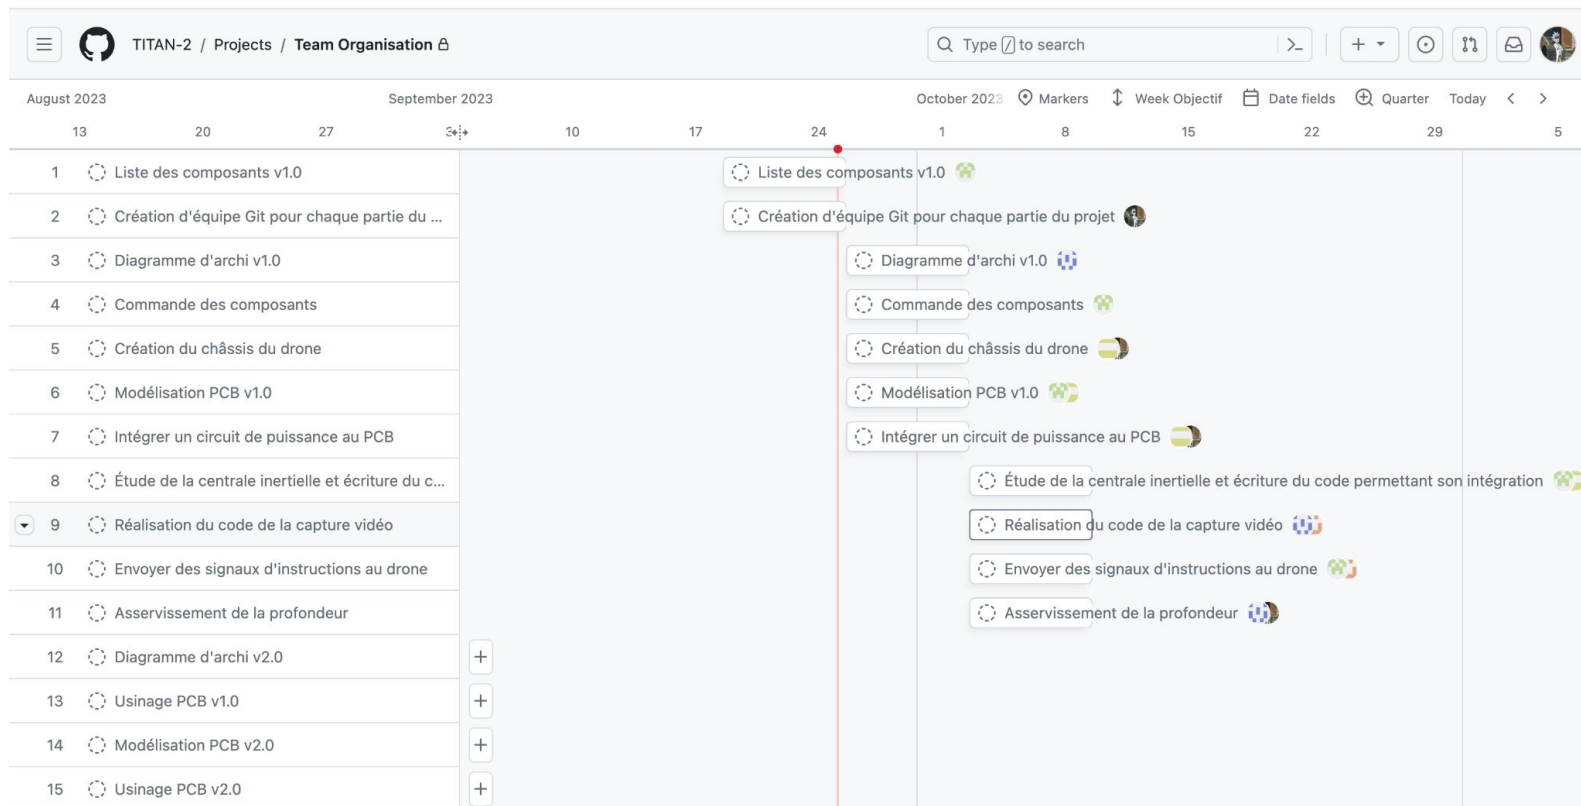 TITAN-2 / Projects / Team Organisation
Type / to search
August 2023 September 2023 October 2023 Markers Week Objectif Date fields Quarter Today
13 20 27 10 17 24 1 8 15 22 29 5
1 Liste des composants v1.0 Liste des composants v1.0
2 Création d'équipe Git pour chaque partie du ... Création d'équipe Git pour chaque partie du projet
3 Diagramme d'archi v1.0 Diagramme d'archi v1.0
4 Commande des composants Commande des composants
5 Création du châssis du drone Création du châssis du drone
6 Modélisation PCB v1.0 Modélisation PCB v1.0
7 Intégrer un circuit de puissance au PCB Intégrer un circuit de puissance au PCB
8 Étude de la centrale inertielle et écriture du c... Étude de la centrale inertielle et écriture du code permettant son intégration
9 Réalisation du code de la capture vidéo Réalisation du code de la capture vidéo
10 Envoyer des signaux d'instructions au drone Envoyer des signaux d'instructions au drone
11 Asservissement de la profondeur Asservissement de la profondeur
12 Diagramme d'archi v2.0
13 Usinage PCB v1.0
14 Modélisation PCB v2.0
15 Usinage PCB v2.0